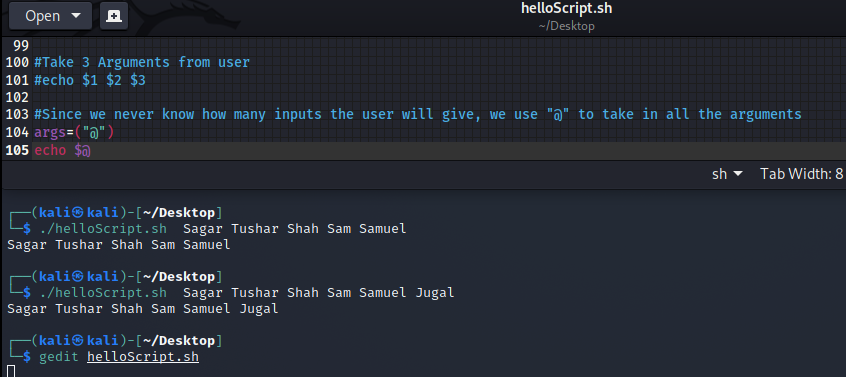 Open
helloScript.sh
~/Desktop
99
100 #Take 3 Arguments from user
101 #echo $1 $2 $3
102
103 #Since we never know how many inputs the user will give, we use "@" to take in all the arguments
104 args=("@")
105 echo $@
sh Tab Width: 8
┌──(kali㉿kali)-[~/Desktop]
└─$ ./helloScript.sh  Sagar Tushar Shah Sam Samuel
Sagar Tushar Shah Sam Samuel
┌──(kali㉿kali)-[~/Desktop]
└─$ ./helloScript.sh  Sagar Tushar Shah Sam Samuel Jugal
Sagar Tushar Shah Sam Samuel Jugal
┌──(kali㉿kali)-[~/Desktop]
└─$ gedit helloScript.sh